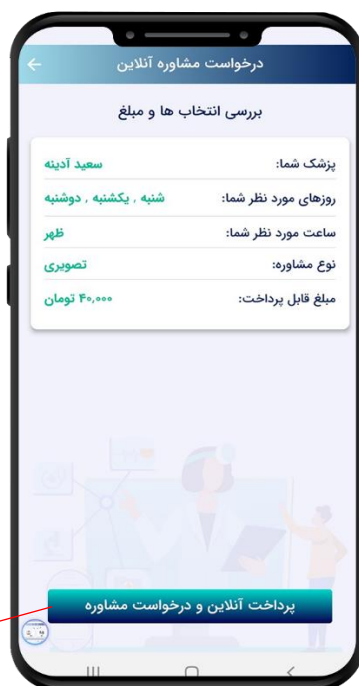 درخواست مشاوره آنلاین
بررسی انتخاب ها و مبلغ
پزشک شما: سعید آدینه
روزهای مورد نظر شما: شنبه , یکشنبه , دوشنبه
ساعت مورد نظر شما: ظهر
نوع مشاوره: تصویری
مبلغ قابل پرداخت: ۴۰,۰۰۰ تومان
پرداخت آنلاین و درخواست مشاوره